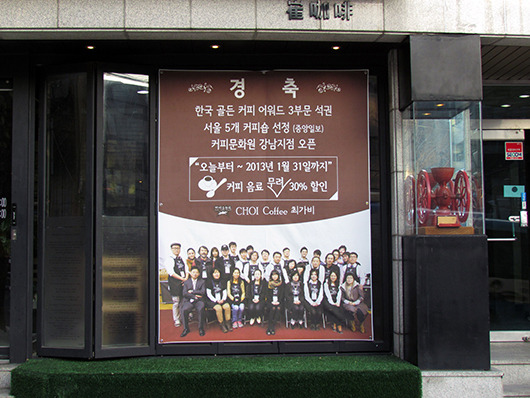 崔咖啡
경 축
한국 골든 커피 어워드 3부문 석권
서울 5개 커피숍 선정 (중앙일보)
커피문화원 강남지점 오픈
"오늘부터 ~ 2013년 1월 31일까지"
커피 음료 무려 30% 할인
CHOI Coffee 최가비